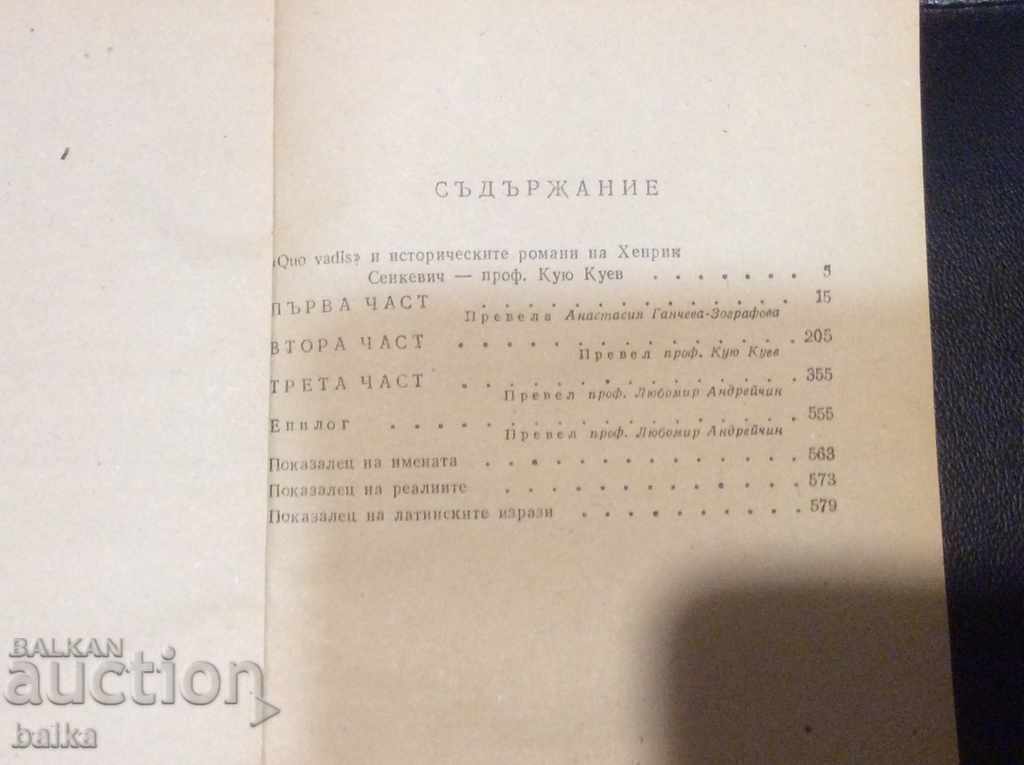 СЪДЪРЖАНИЕ
«Quo vadis» и историческите романи на Хенрик
Сенкевич — проф. Кую Куев . . . . . . . 5
ПЪРВА ЧАСТ . . . . . . . . . . . . . . 15
Превела Анастасия Ганчева-Зографова
ВТОРА ЧАСТ . . . . . . . . . . . . . . 205
Превел проф. Кую Куев
ТРЕТА ЧАСТ . . . . . . . . . . . . . . 355
Превел проф. Любомир Андрейчин
Епилог . . . . . . . . . . . . . . . . 555
Превел проф. Любомир Андрейчин
Показалец на имената . . . . . . . . . . . . . 563
Показалец на реалиите . . . . . . . . . . . . 573
Показалец на латинските изрази . . . . . . . . . 579
BALKAN
auction
balka